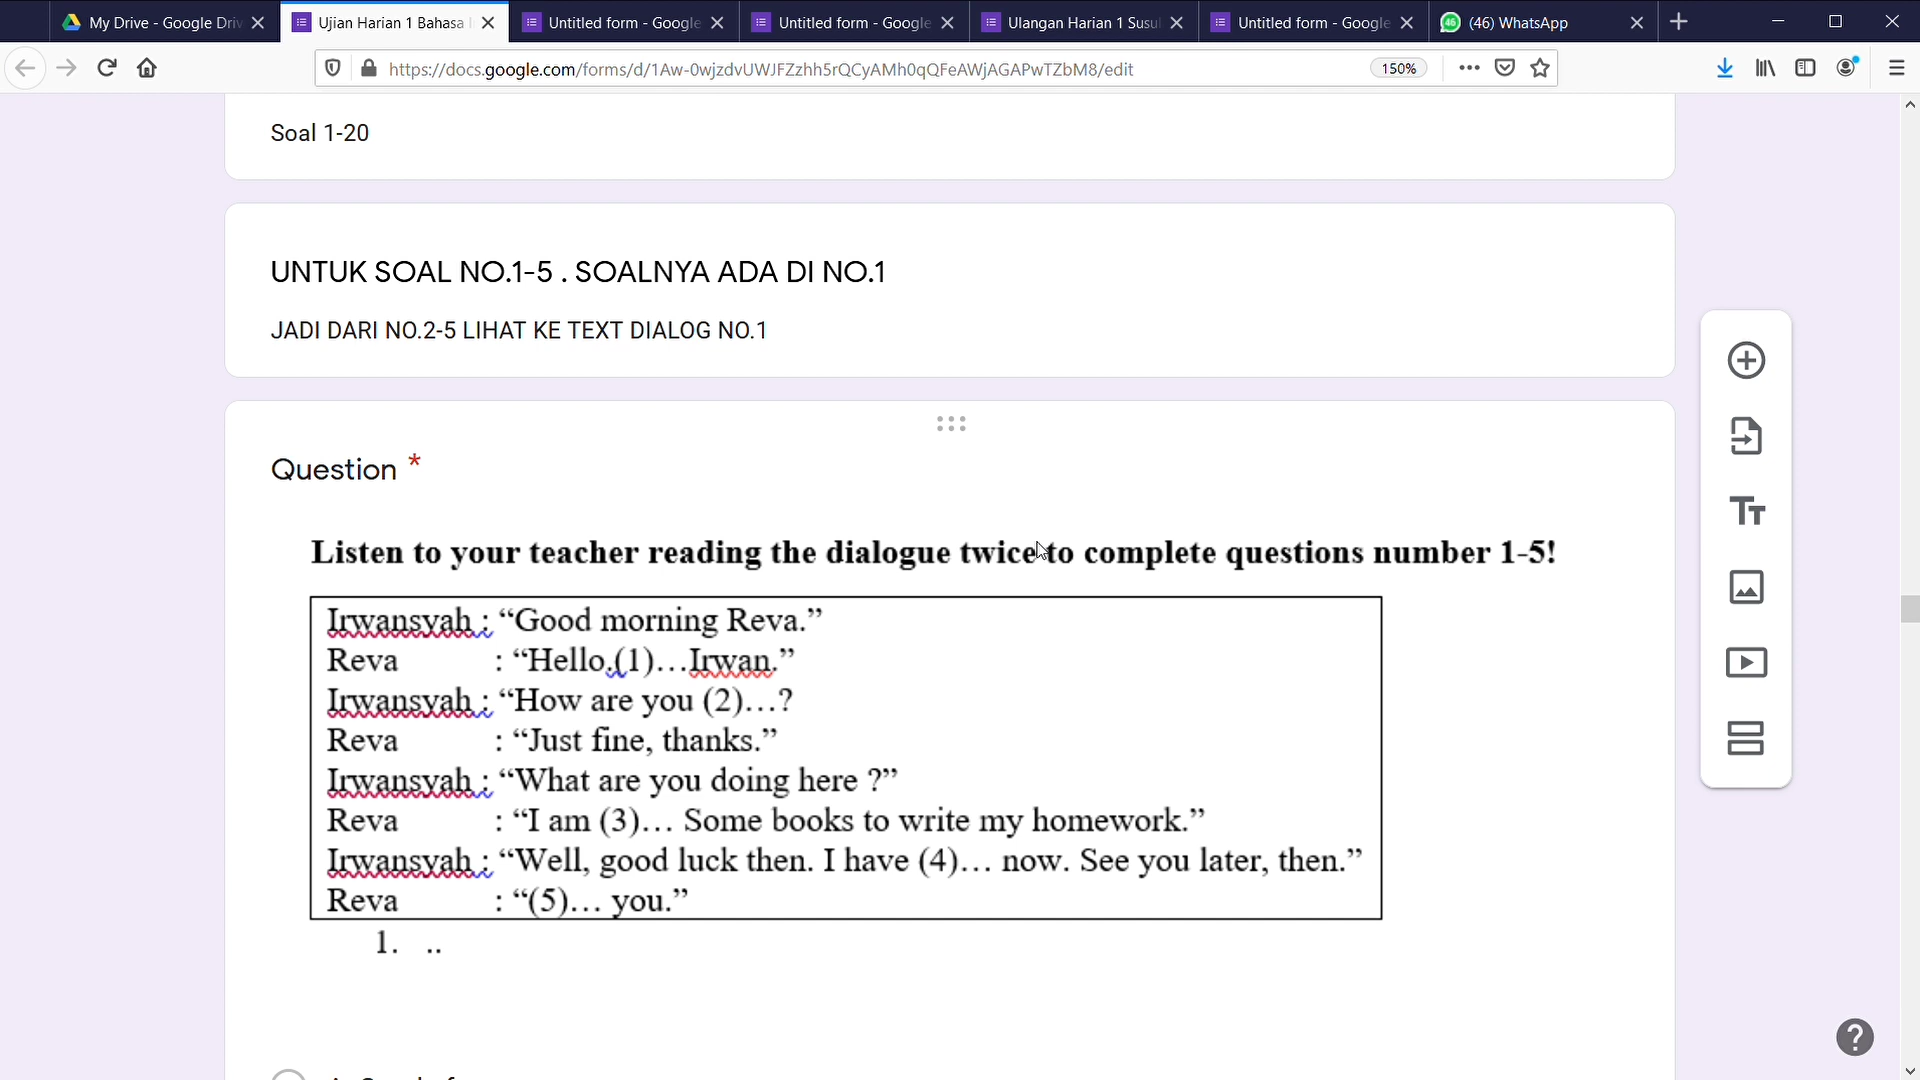 My Drive - Google Driv
Ujian Harian 1 Bahasa I
Untitled form - Google
Untitled form - Google
Ulangan Harian 1 Susul
Untitled form - Google
(46) WhatsApp
https://docs.google.com/forms/d/1Aw-0wjzdvUWJFZzhh5rQCyAMh0qQFeAWjAGAPwTZbM8/edit
150%
Soal 1-20
UNTUK SOAL NO.1-5 . SOALNYA ADA DI NO.1
JADI DARI NO.2-5 LIHAT KE TEXT DIALOG NO.1
Question *
Listen to your teacher reading the dialogue twice to complete questions number 1-5!
Irwansyah : “Good morning Reva.”
Reva : “Hello.(1)…Irwan.”
Irwansyah : “How are you (2)…?
Reva : “Just fine, thanks.”
Irwansyah : “What are you doing here ?”
Reva : “I am (3)… Some books to write my homework.”
Irwansyah : “Well, good luck then. I have (4)… now. See you later, then.”
Reva : “(5)… you.”
1. ..